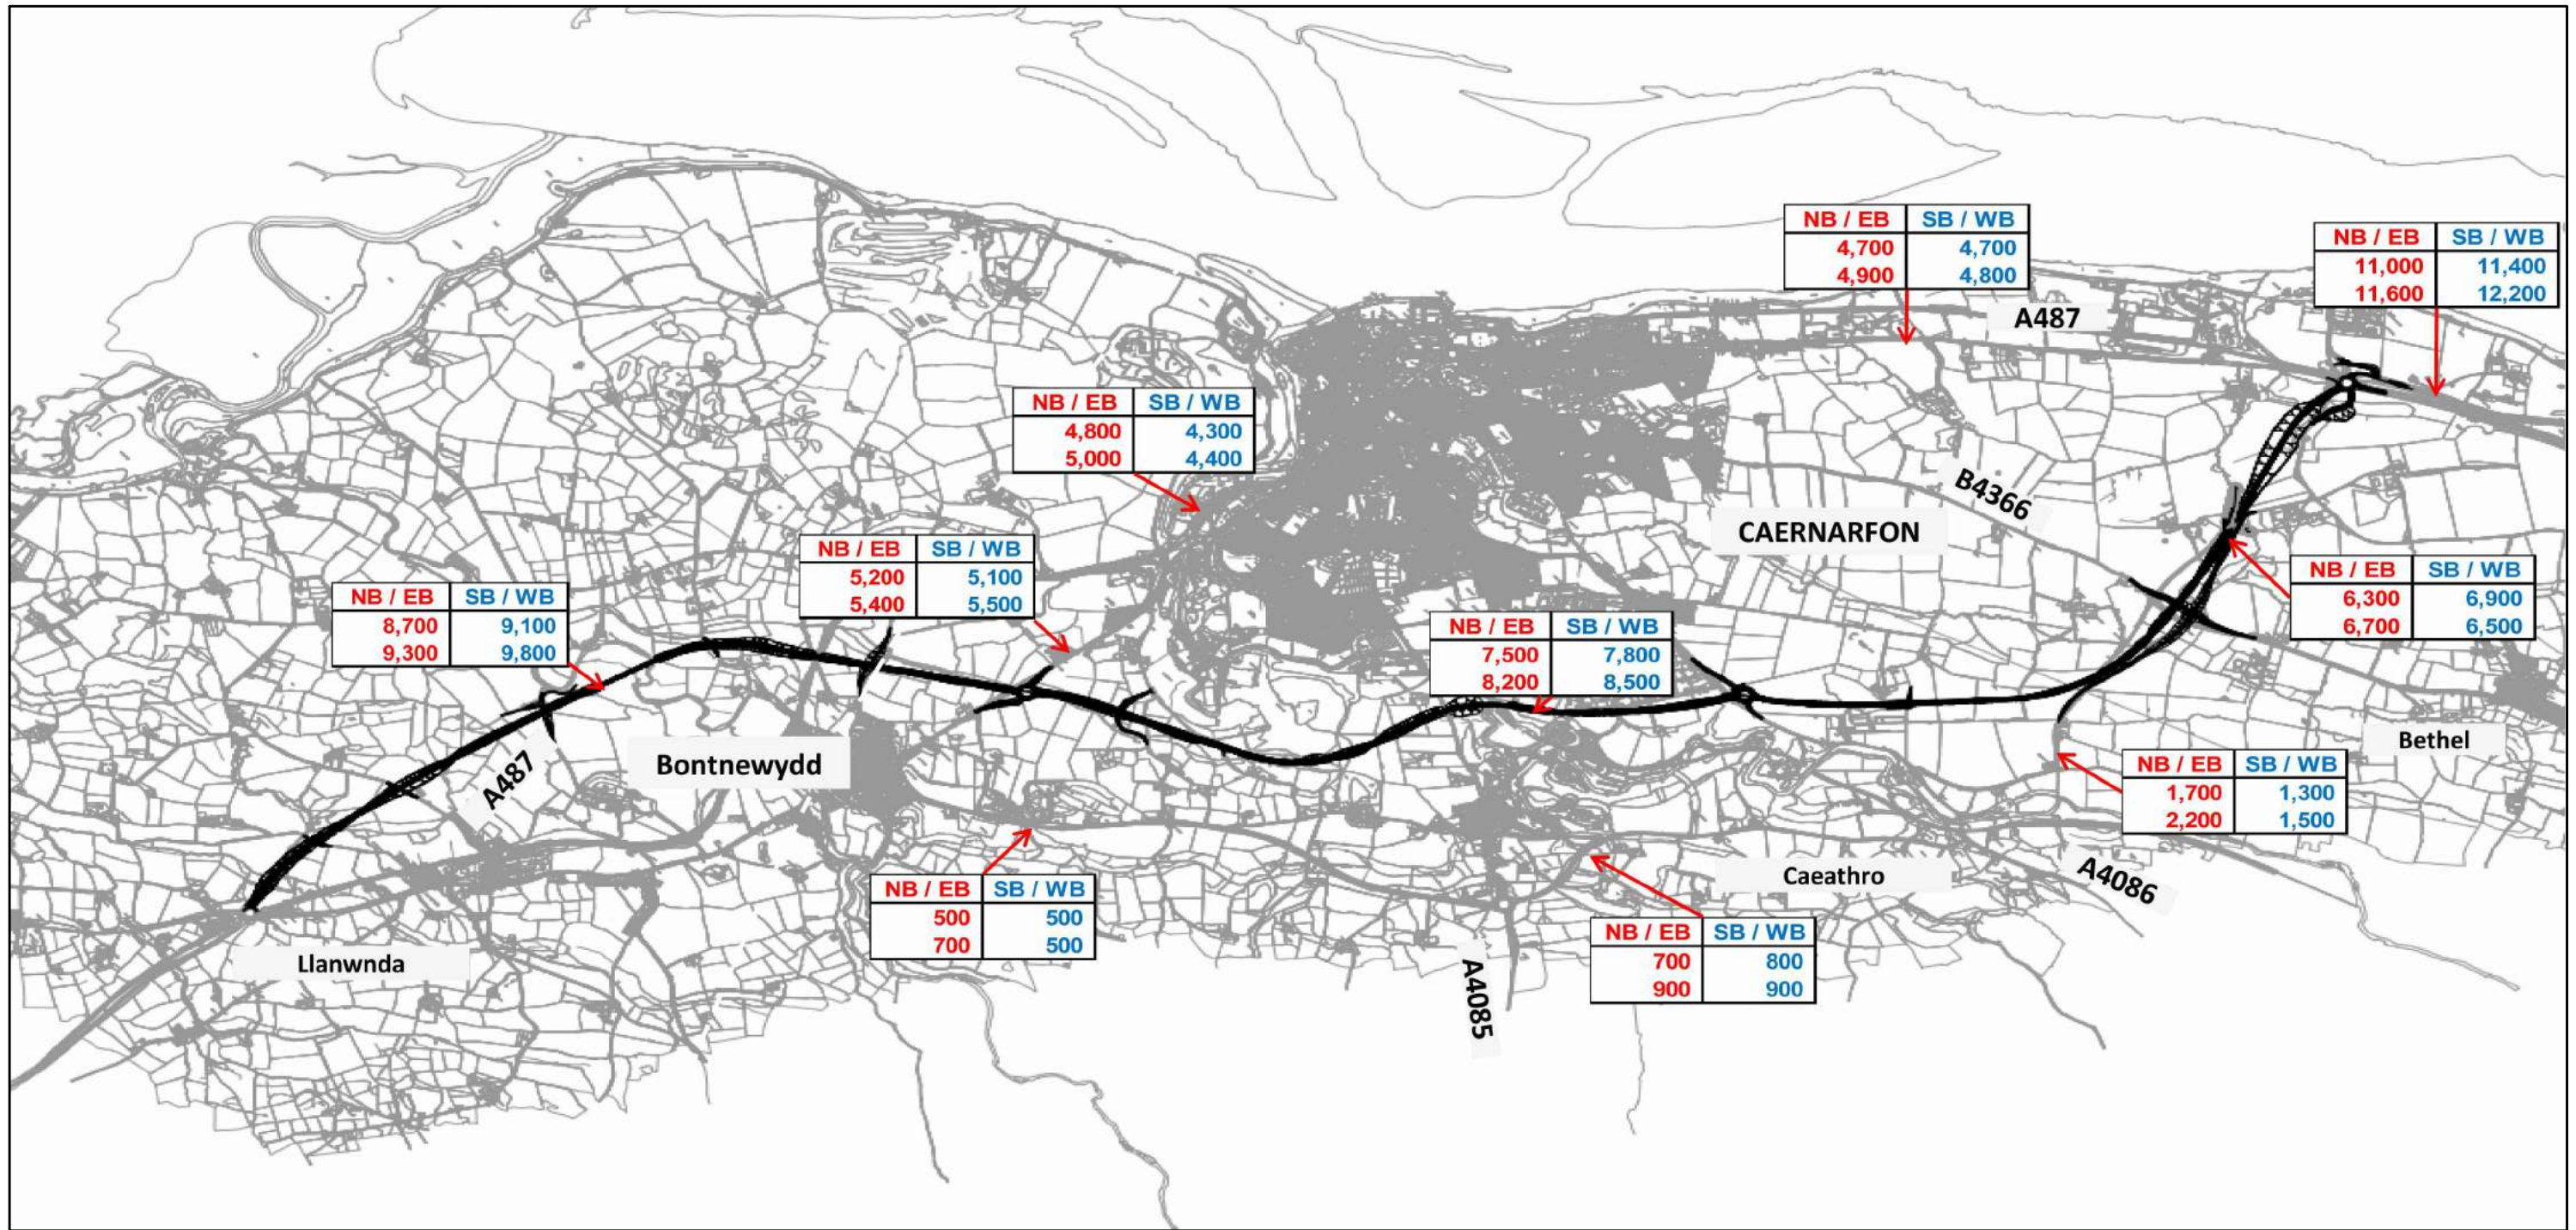 NB / EB SB / WB
4,700 4,700
4,900 4,800
NB / EB SB / WB
11,000 11,400
11,600 12,200
A487
NB / EB SB / WB
4,800 4,300
5,000 4,400
B4366
CAERNARFON
NB / EB SB / WB
5,200 5,100
5,400 5,500
NB / EB SB / WB
6,300 6,900
6,700 6,500
NB / EB SB / WB
8,700 9,100
9,300 9,800
NB / EB SB / WB
7,500 7,800
8,200 8,500
Bethel
Bontnewydd
A487
NB / EB SB / WB
1,700 1,300
2,200 1,500
Caeathro
A4086
NB / EB SB / WB
500 500
700 500
NB / EB SB / WB
700 800
900 900
Llanwnda
A4085